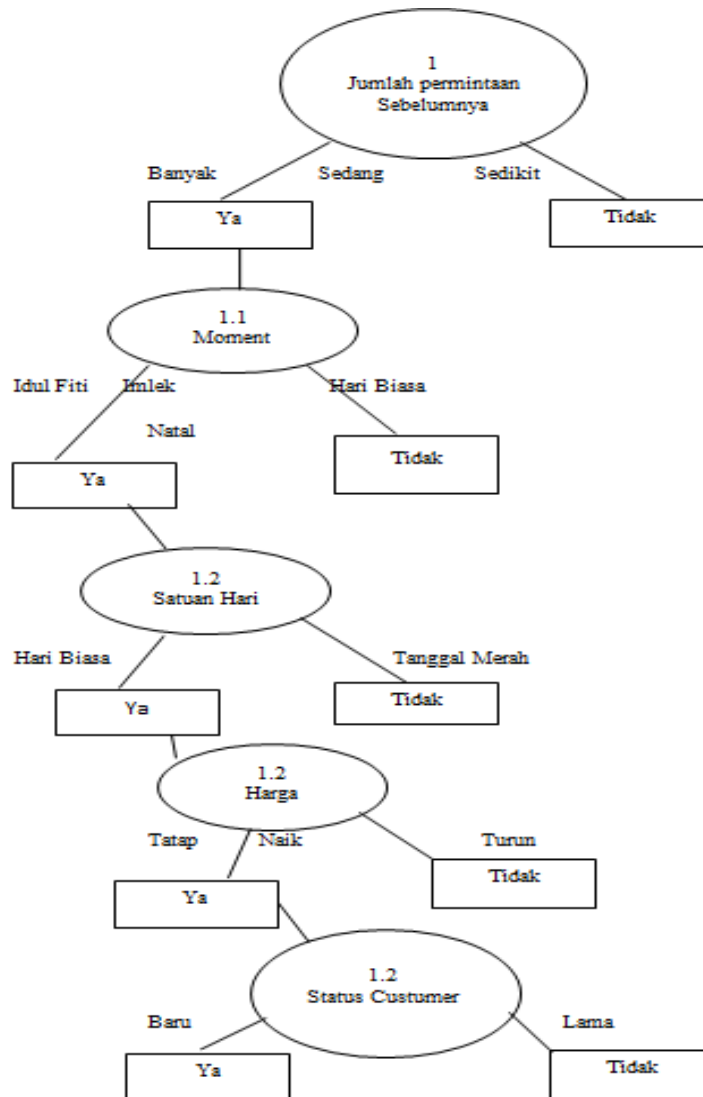 1
Jumlah permintaan
Sebelumnya
Banyak Sedang Sedikit
Ya Tidak
1.1
Moment
Idul Fiti Imlek Hari Biasa
Natal
Ya Tidak
1.2
Satuan Hari
Hari Biasa Tanggal Merah
Ya Tidak
1.2
Harga
Tatap Naik Turun
Ya Tidak
1.2
Status Custumer
Baru Lama
Ya Tidak